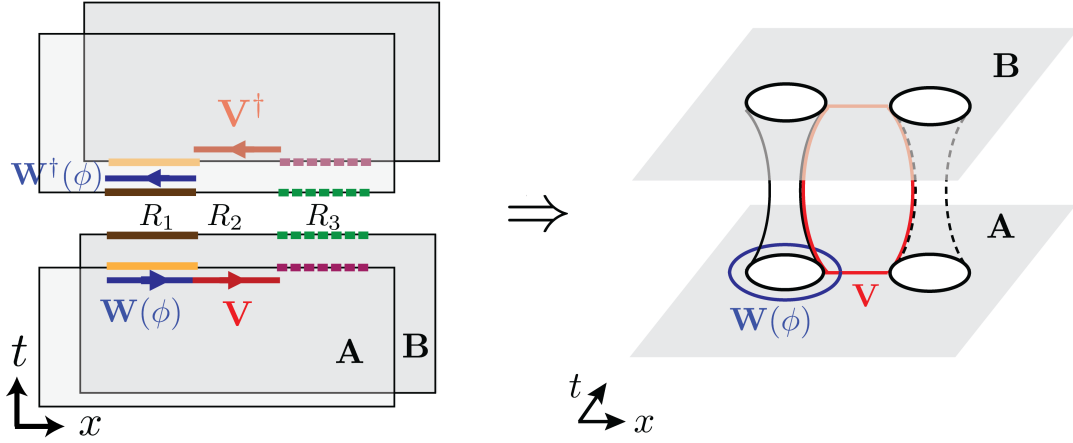 V†
W†(ϕ)
R₁ R₂ R₃
W(ϕ) V
A B
t
x
⇒
B
A
V
W(ϕ)
t
x